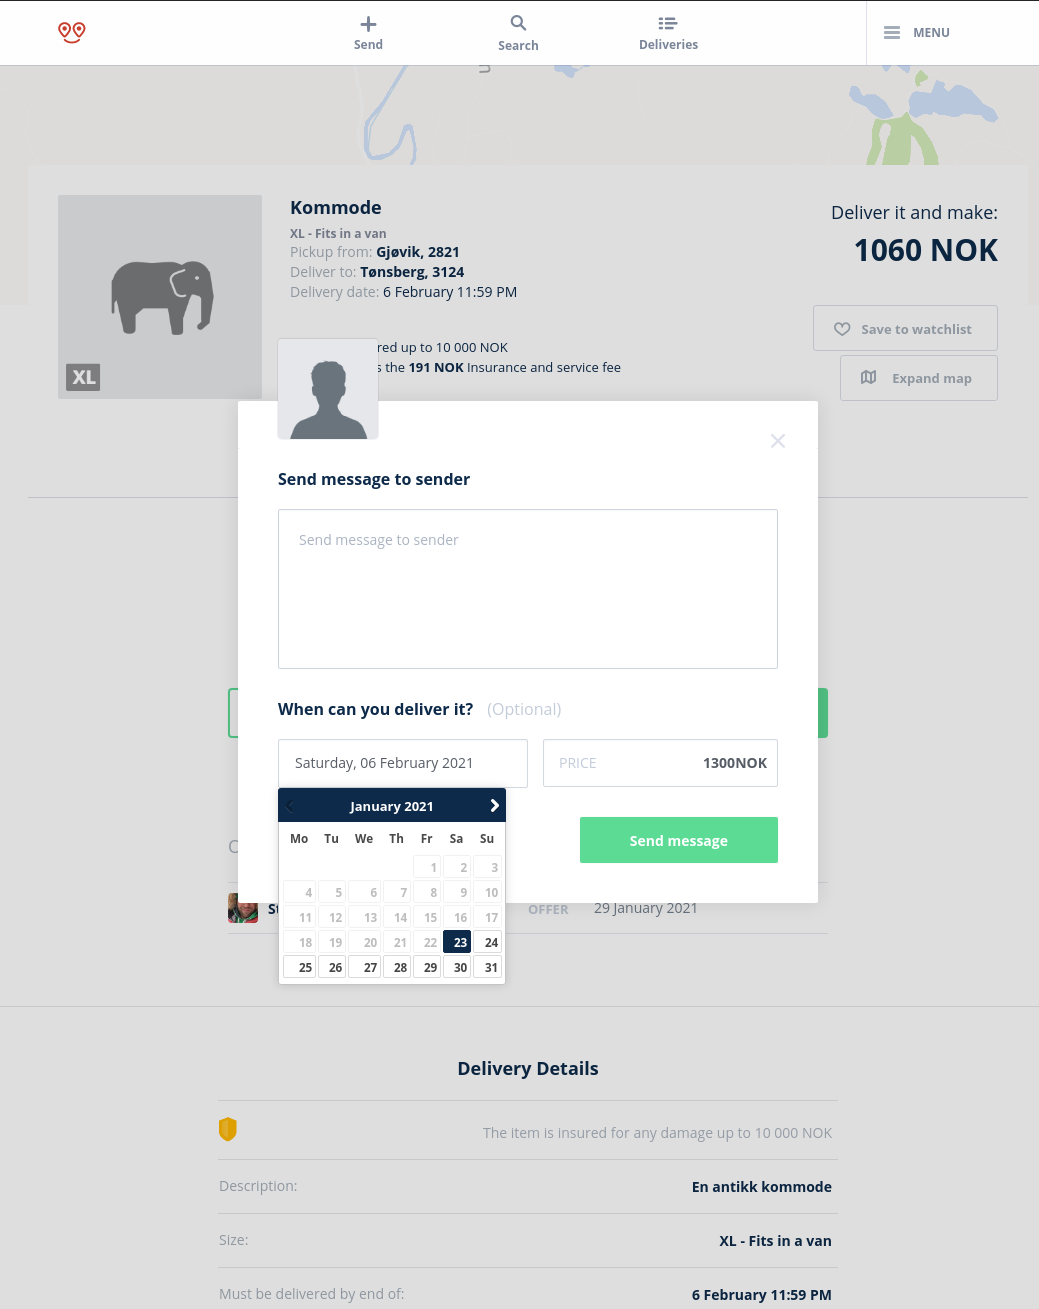 Send
Search
Deliveries
MENU
Kommode
XL - Fits in a van
Pickup from: Gjøvik, 2821
Deliver to: Tønsberg, 3124
Delivery date: 6 February 11:59 PM
Deliver it and make:
1060 NOK
XL
Save to watchlist
Expand map
up to 10 000 NOK
the 191 NOK Insurance and service fee
Send message to sender
Send message to sender
When can you deliver it? (Optional)
Saturday, 06 February 2021
PRICE 1300NOK
January 2021
Mo Tu We Th Fr Sa Su
1 2 3
4 5 6 7 8 9 10
11 12 13 14 15 16 17
18 19 20 21 22 23 24
25 26 27 28 29 30 31
Send message
OFFER 29 January 2021
Delivery Details
The item is insured for any damage up to 10 000 NOK
Description: En antikk kommode
Size: XL - Fits in a van
Must be delivered by end of: 6 February 11:59 PM